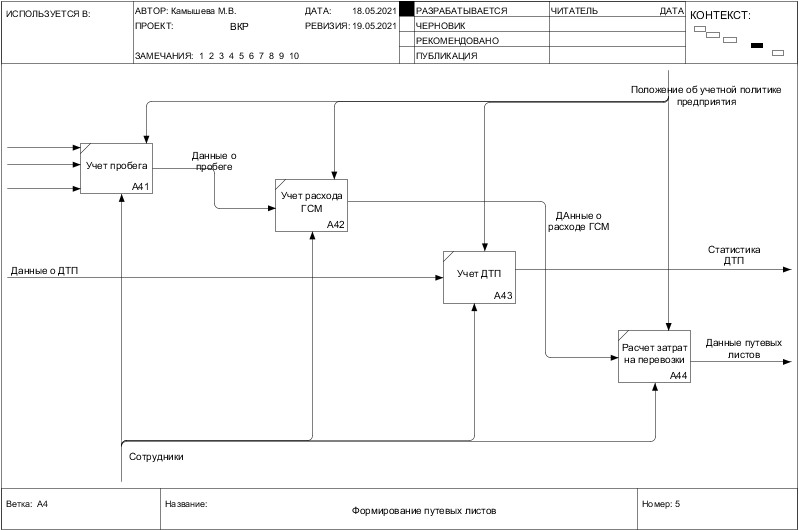 ИСПОЛЬЗУЕТСЯ В:
АВТОР: Камышева М.В.
ДАТА: 18.05.2021
ПРОЕКТ: ВКР
РЕВИЗИЯ: 19.05.2021
ЗАМЕЧАНИЯ: 1 2 3 4 5 6 7 8 9 10
РАЗРАБАТЫВАЕТСЯ
ЧЕРНОВИК
РЕКОМЕНДОВАНО
ПУБЛИКАЦИЯ
ЧИТАТЕЛЬ ДАТА
КОНТЕКСТ:
Положение об учетной политике
предприятия
Учет пробега
A41
Данные о
пробеге
Учет расхода
ГСМ
A42
ДАнные о
расходе ГСМ
Данные о ДТП
Учет ДТП
A43
Статистика
ДТП
Расчет затрат
на перевозки
A44
Данные путевых
листов
Сотрудники
Ветка: A4
Название:
Формирование путевых листов
Номер: 5